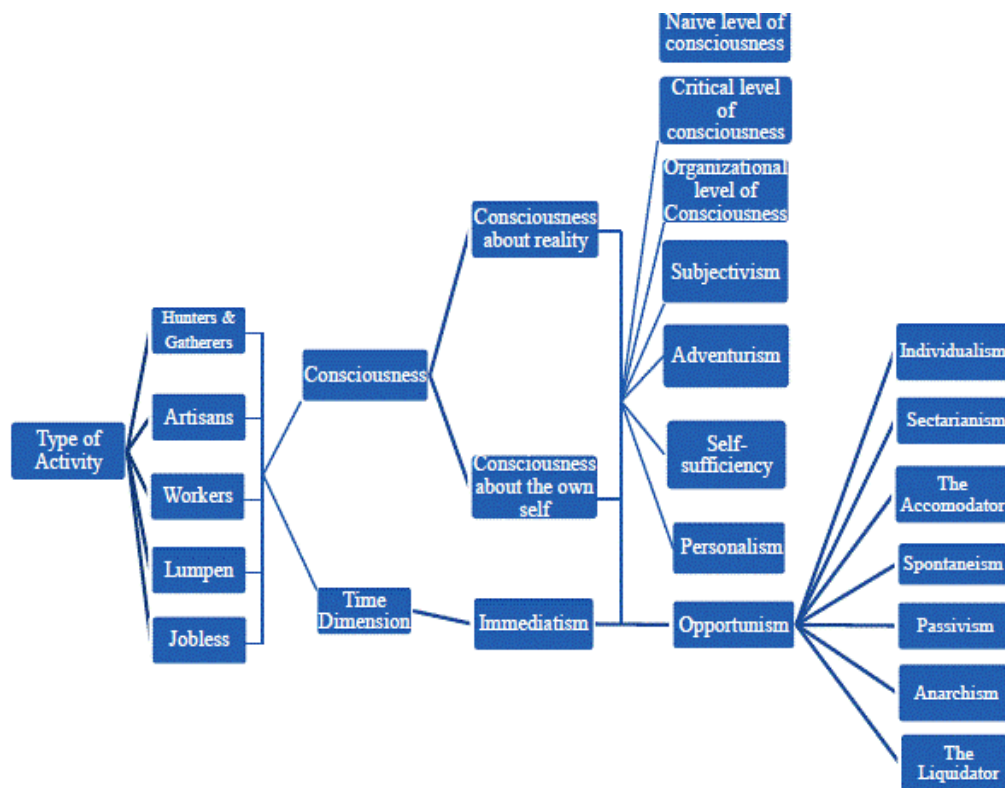 Type of
Activity
Hunters &
Gatherers
Artisans
Workers
Lumpen
Jobless
Consciousness
Time
Dimension
Consciousness
about reality
Consciousness
about the own
self
Immediatism
Naive level of
consciousness
Critical level
of
consciousness
Organizational
level of
Consciousness
Subjectivism
Adventurism
Self-
sufficiency
Personalism
Opportunism
Individualism
Sectarianism
The
Accomodator
Spontaneism
Passivism
Anarchism
The
Liquidator